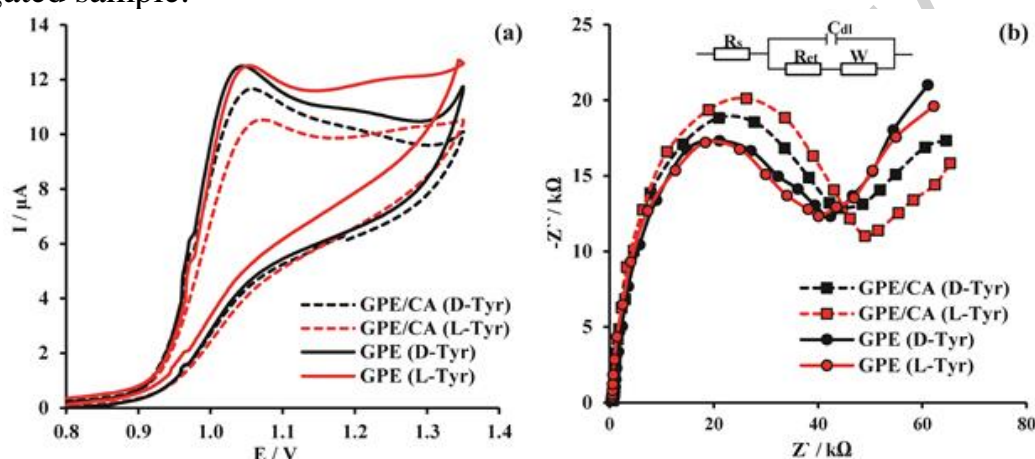 gated sample.
(a)
I / µA
14
12
10
8
6
4
2
0
0.8 0.9 1.0 1.1 1.2 1.3 1.4
E / V
GPE/CA (D-Tyr)
GPE/CA (L-Tyr)
GPE (D-Tyr)
GPE (L-Tyr)
(b)
Cdl
Rs
Rct W
-Z`` / kΩ
25
20
15
10
5
0
0 20 40 60 80
Z` / kΩ
GPE/CA (D-Tyr)
GPE/CA (L-Tyr)
GPE (D-Tyr)
GPE (L-Tyr)